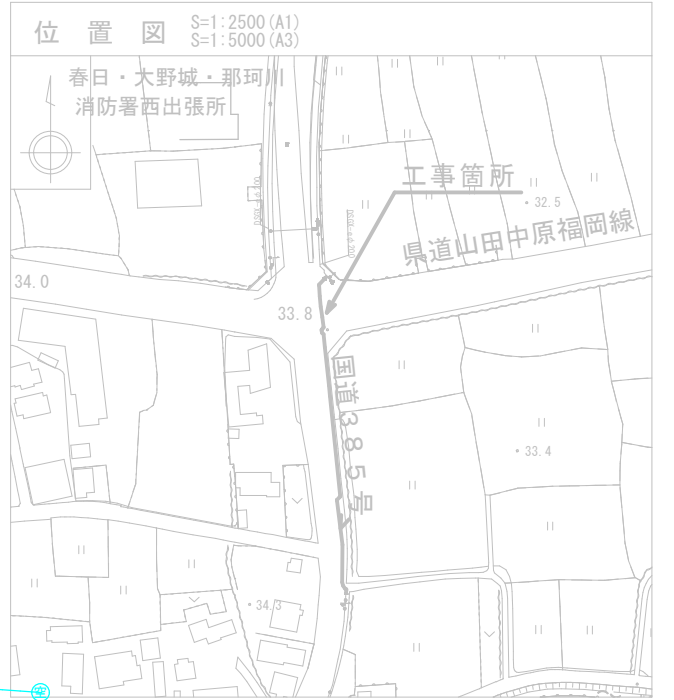 位置図
S=1:2500(A1)
S=1:5000(A3)
春日・大野城・那珂川
消防署西出張所
工事箇所
32.5
県道山田中原福岡線
34.0
33.8
国道385号
33.4
34.3